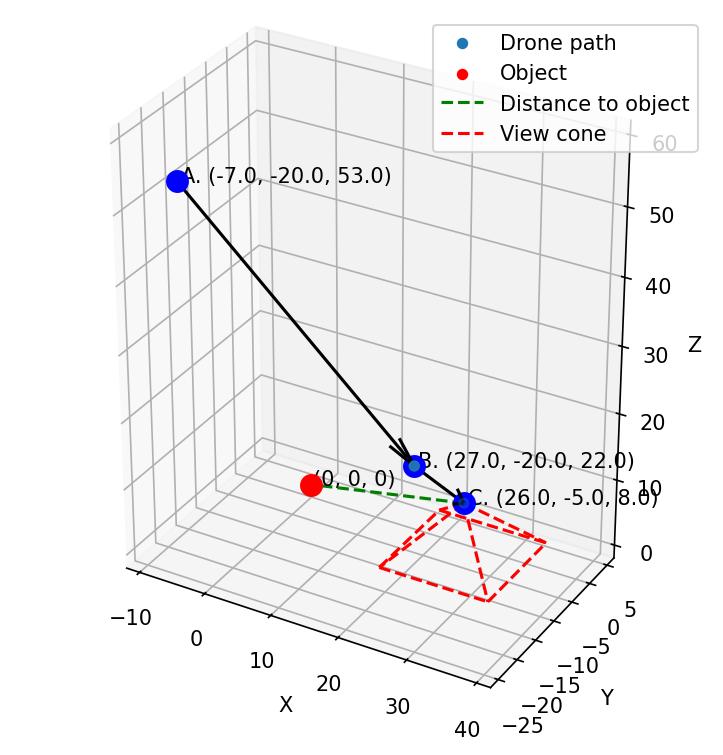 Drone path
Object
Distance to object
View cone
A. (-7.0, -20.0, 53.0)
B. (27.0, -20.0, 22.0)
C. (26.0, -5.0, 8.0)
(0, 0, 0)
60
50
40
30
20
10
0
Z
−10
0
10
20
30
40
X
5
0
−5
−10
−15
−20
−25
Y